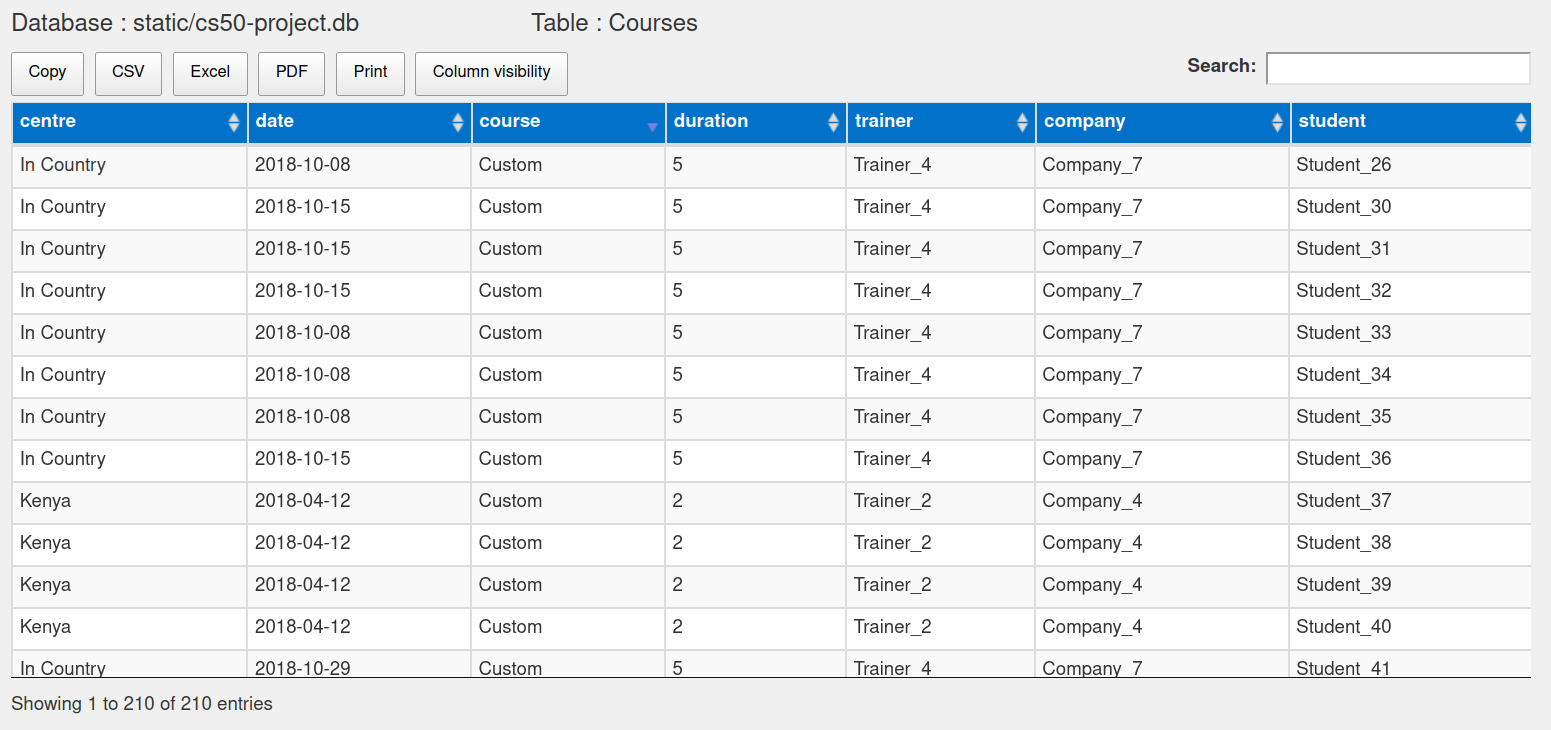 Database : static/cs50-project.db Table : Courses
Copy CSV Excel PDF Print Column visibility Search:
centre date course duration trainer company student
In Country 2018-10-08 Custom 5 Trainer_4 Company_7 Student_26
In Country 2018-10-15 Custom 5 Trainer_4 Company_7 Student_30
In Country 2018-10-15 Custom 5 Trainer_4 Company_7 Student_31
In Country 2018-10-15 Custom 5 Trainer_4 Company_7 Student_32
In Country 2018-10-08 Custom 5 Trainer_4 Company_7 Student_33
In Country 2018-10-08 Custom 5 Trainer_4 Company_7 Student_34
In Country 2018-10-08 Custom 5 Trainer_4 Company_7 Student_35
In Country 2018-10-15 Custom 5 Trainer_4 Company_7 Student_36
Kenya 2018-04-12 Custom 2 Trainer_2 Company_4 Student_37
Kenya 2018-04-12 Custom 2 Trainer_2 Company_4 Student_38
Kenya 2018-04-12 Custom 2 Trainer_2 Company_4 Student_39
Kenya 2018-04-12 Custom 2 Trainer_2 Company_4 Student_40
In Country 2018-10-29 Custom 5 Trainer_4 Company_7 Student_41
Showing 1 to 210 of 210 entries